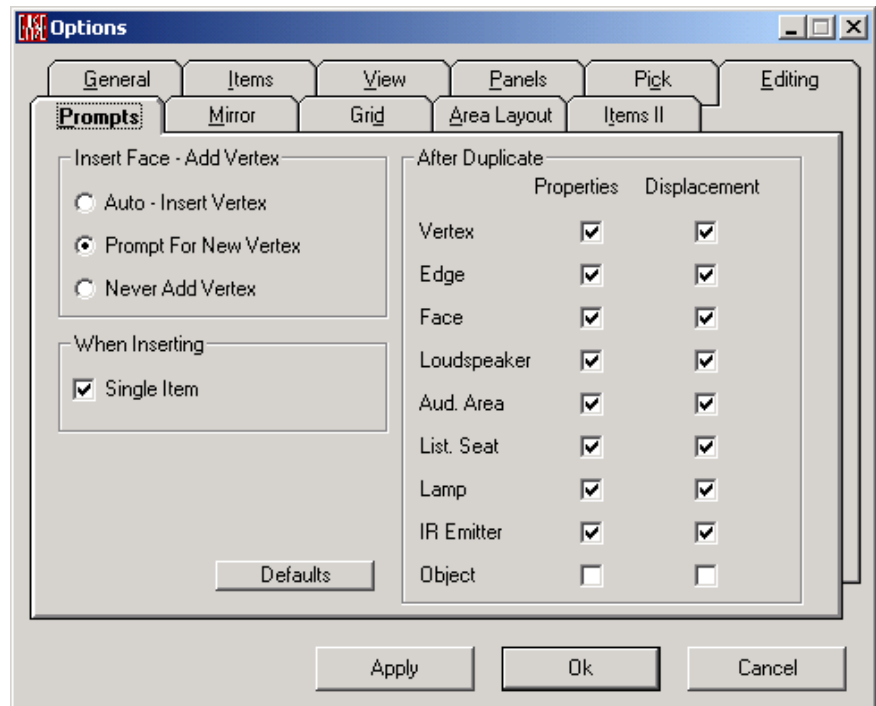 EASE Options
General Items View Panels Pick Editing
Prompts Mirror Grid Area Layout Items II
Insert Face - Add Vertex
Auto - Insert Vertex
Prompt For New Vertex
Never Add Vertex
When Inserting
Single Item
Defaults
After Duplicate
Properties Displacement
Vertex
Edge
Face
Loudspeaker
Aud. Area
List. Seat
Lamp
IR Emitter
Object
Apply Ok Cancel